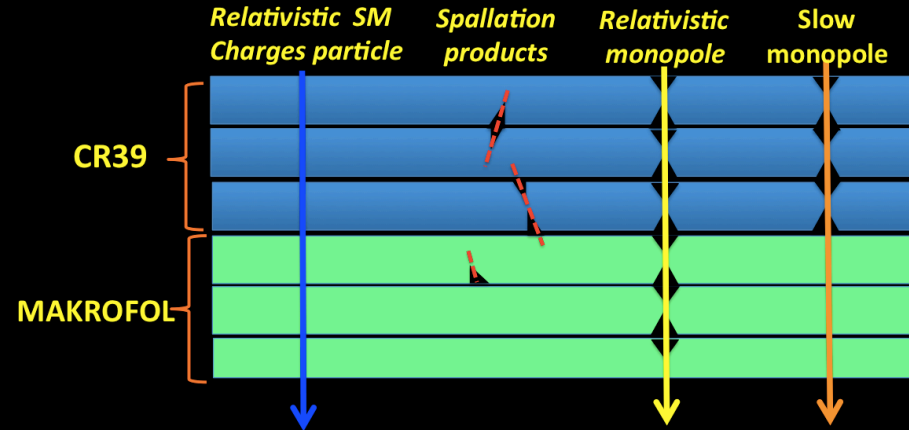 Relativistic SM
Charges particle
Spallation
products
Relativistic
monopole
Slow
monopole
CR39
MAKROFOL